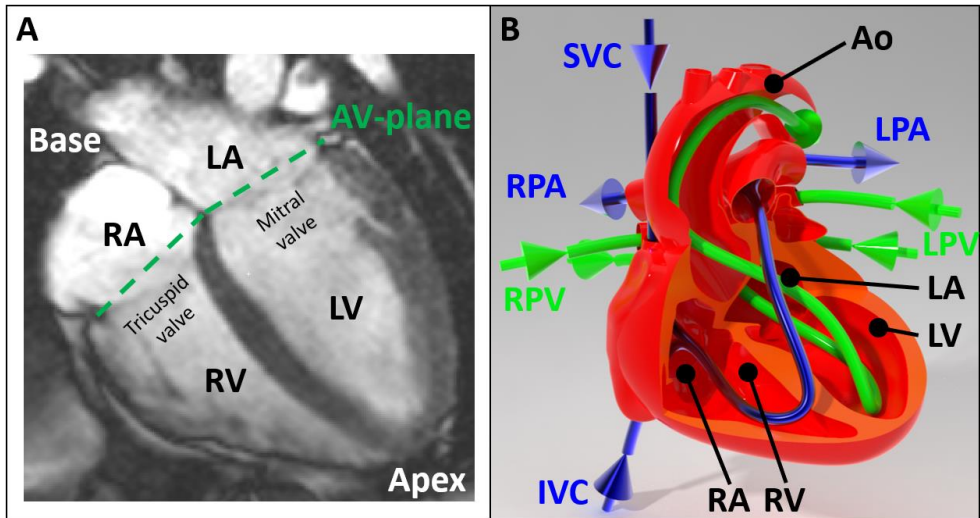 A
AV-plane
Base
LA
RA
Mitral
valve
Tricuspid
valve
LV
RV
Apex
B
SVC
Ao
LPA
RPA
LPV
RPV
LA
LV
IVC
RA
RV